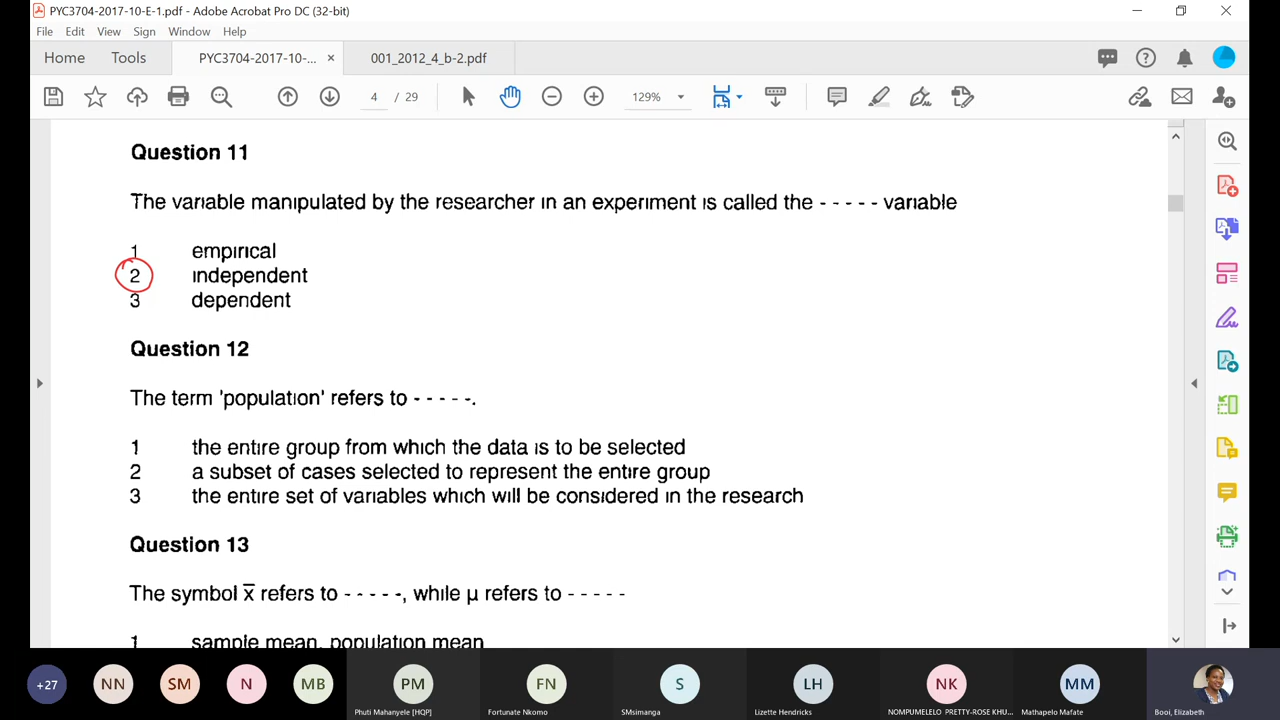 PYC3704-2017-10-E-1.pdf - Adobe Acrobat Pro DC (32-bit)
File Edit View Sign Window Help
Home Tools PYC3704-2017-10-... × 001_2012_4_b-2.pdf
4 / 29 129%
Question 11
The variable manipulated by the researcher in an experiment is called the - - - - - variable
1 empirical
2 independent
3 dependent
Question 12
The term 'population' refers to - - - - -.
1 the entire group from which the data is to be selected
2 a subset of cases selected to represent the entire group
3 the entire set of variables which will be considered in the research
Question 13
The symbol x̅ refers to - - - - -, while μ refers to - - - - -
1 sample mean, population mean
+27 NN SM N MB PM FN S LH NK MM
Phuti Mahanyele [HQP] Fortunate Nkomo SMsimanga Lizette Hendricks NOMPUMELELO PRETTY-ROSE KHU... Mathapelo Mafate Booi, Elizabeth